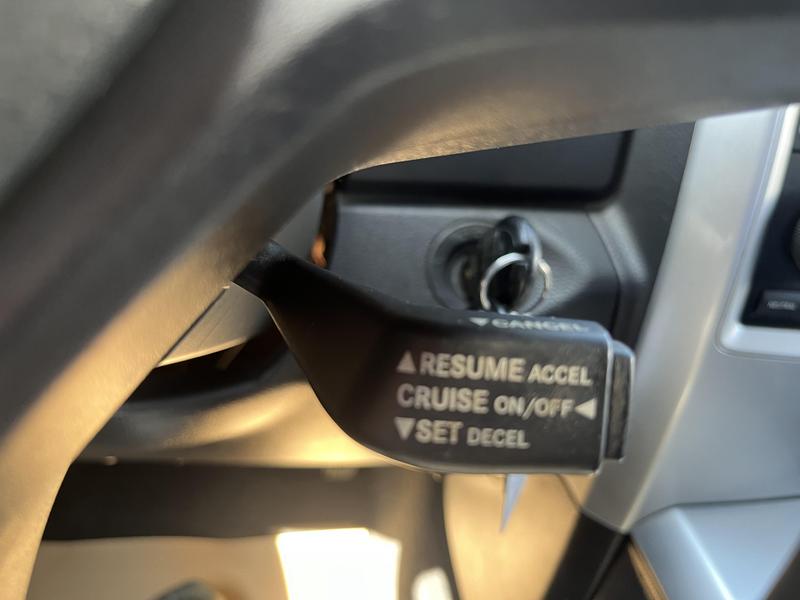 ▼CANCEL
▲RESUME ACCEL
CRUISE ON/OFF◀
▼SET DECEL